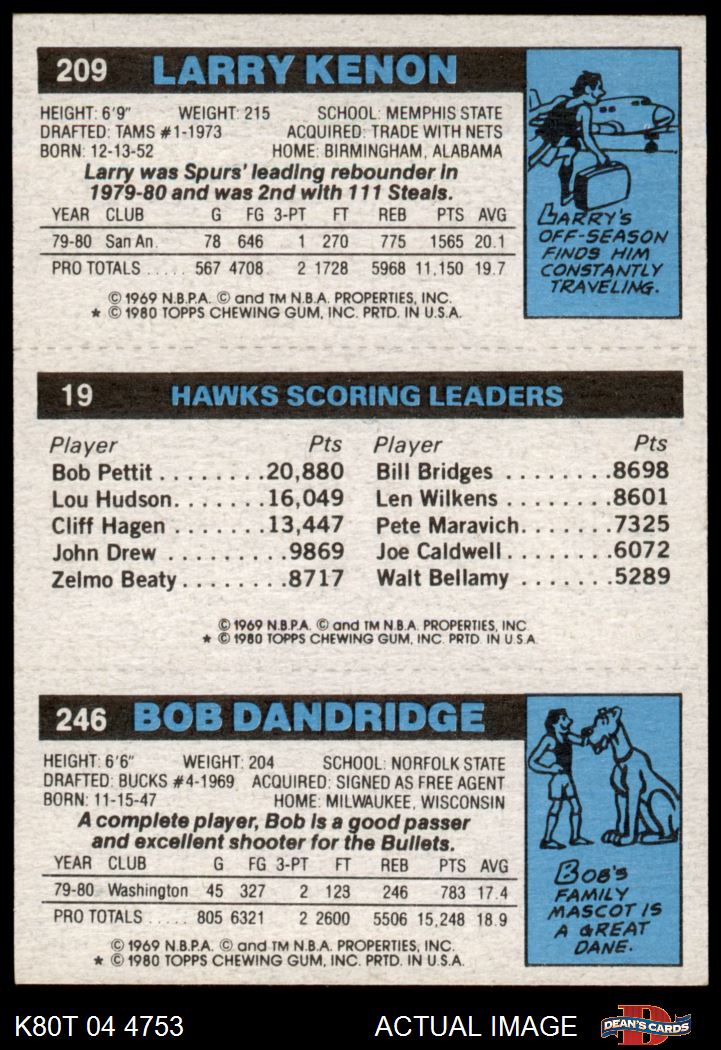 209 LARRY KENON
HEIGHT: 6'9" WEIGHT: 215 SCHOOL: MEMPHIS STATE
DRAFTED: TAMS #1-1973 ACQUIRED: TRADE WITH NETS
BORN: 12-13-52 HOME: BIRMINGHAM, ALABAMA
Larry was Spurs' leading rebounder in
1979-80 and was 2nd with 111 Steals.
YEAR CLUB G FG 3-PT FT REB PTS AVG
79-80 San An. 78 646 1 270 775 1565 20.1
PRO TOTALS ..... 567 4708 2 1728 5968 11,150 19.7
© 1969 N.B.P.A. © and TM N.B.A. PROPERTIES, INC.
* © 1980 TOPPS CHEWING GUM, INC. PRTD. IN U.S.A.
LARRY'S
OFF-SEASON
FINDS HIM
CONSTANTLY
TRAVELING.
19 HAWKS SCORING LEADERS
Player Pts Player Pts
Bob Pettit ........ 20,880 Bill Bridges ........ 8698
Lou Hudson ....... 16,049 Len Wilkens ........ 8601
Cliff Hagen ....... 13,447 Pete Maravich ...... 7325
John Drew ......... 9869 Joe Caldwell ........ 6072
Zelmo Beaty ........ 8717 Walt Bellamy ....... 5289
© 1969 N.B.P.A. © and TM N.B.A. PROPERTIES, INC
* © 1980 TOPPS CHEWING GUM, INC. PRTD. IN U.S.A
246 BOB DANDRIDGE
HEIGHT: 6'6" WEIGHT: 204 SCHOOL: NORFOLK STATE
DRAFTED: BUCKS #4-1969 ACQUIRED: SIGNED AS FREE AGENT
BORN: 11-15-47 HOME: MILWAUKEE, WISCONSIN
A complete player, Bob is a good passer
and excellent shooter for the Bullets.
YEAR CLUB G FG 3-PT FT REB PTS AVG
79-80 Washington 45 327 2 123 246 783 17.4
PRO TOTALS ..... 805 6321 2 2600 5506 15,248 18.9
© 1969 N.B.P.A. © and TM N.B.A. PROPERTIES, INC.
* © 1980 TOPPS CHEWING GUM, INC. PRTD. IN U.S.A.
BOB'S
FAMILY
MASCOT IS
A GREAT
DANE.
K80T 04 4753 ACTUAL IMAGE D DEAN'S CARDS